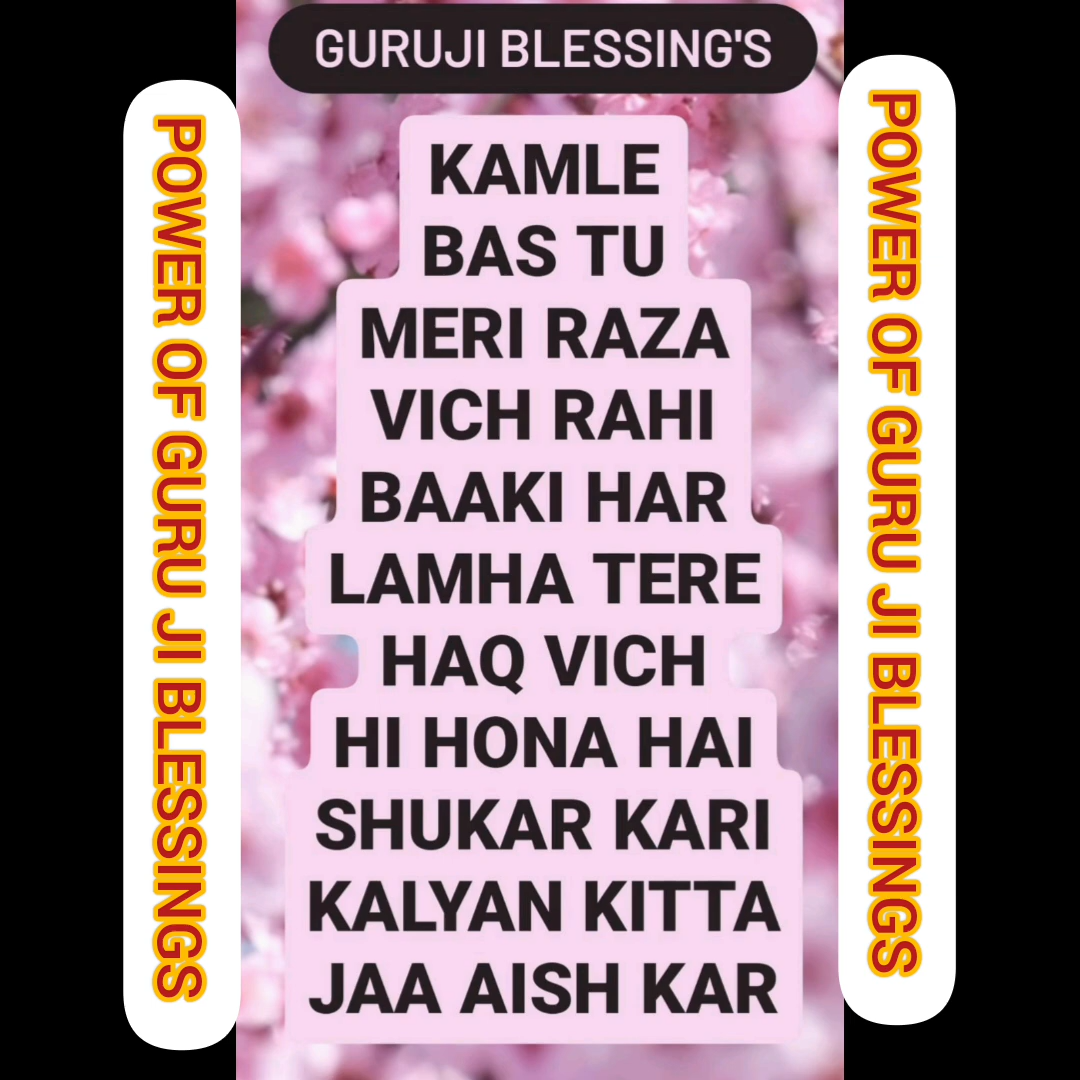 GURUJI BLESSING'S
KAMLE
BAS TU
MERI RAZA
VICH RAHI
BAAKI HAR
LAMHA TERE
HAQ VICH
HI HONA HAI
SHUKAR KARI
KALYAN KITTA
JAA AISH KAR
POWER OF GURU JI BLESSINGS
POWER OF GURU JI BLESSINGS